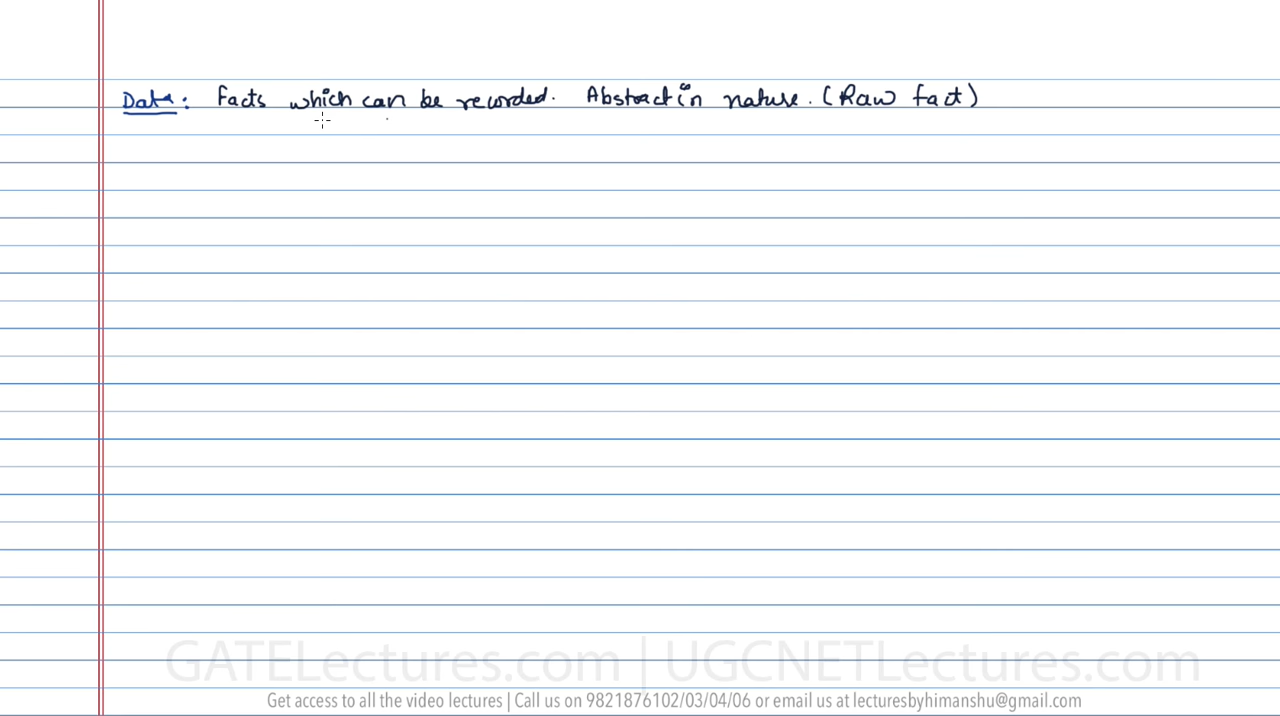 Data: Facts which can be recorded. Abstract in nature. (Raw fact)
GATELectures.com | UGCNETLectures.com
Get access to all the video lectures | Call us on 9821876102/03/04/06 or email us at lecturesbyhimanshu@gmail.com